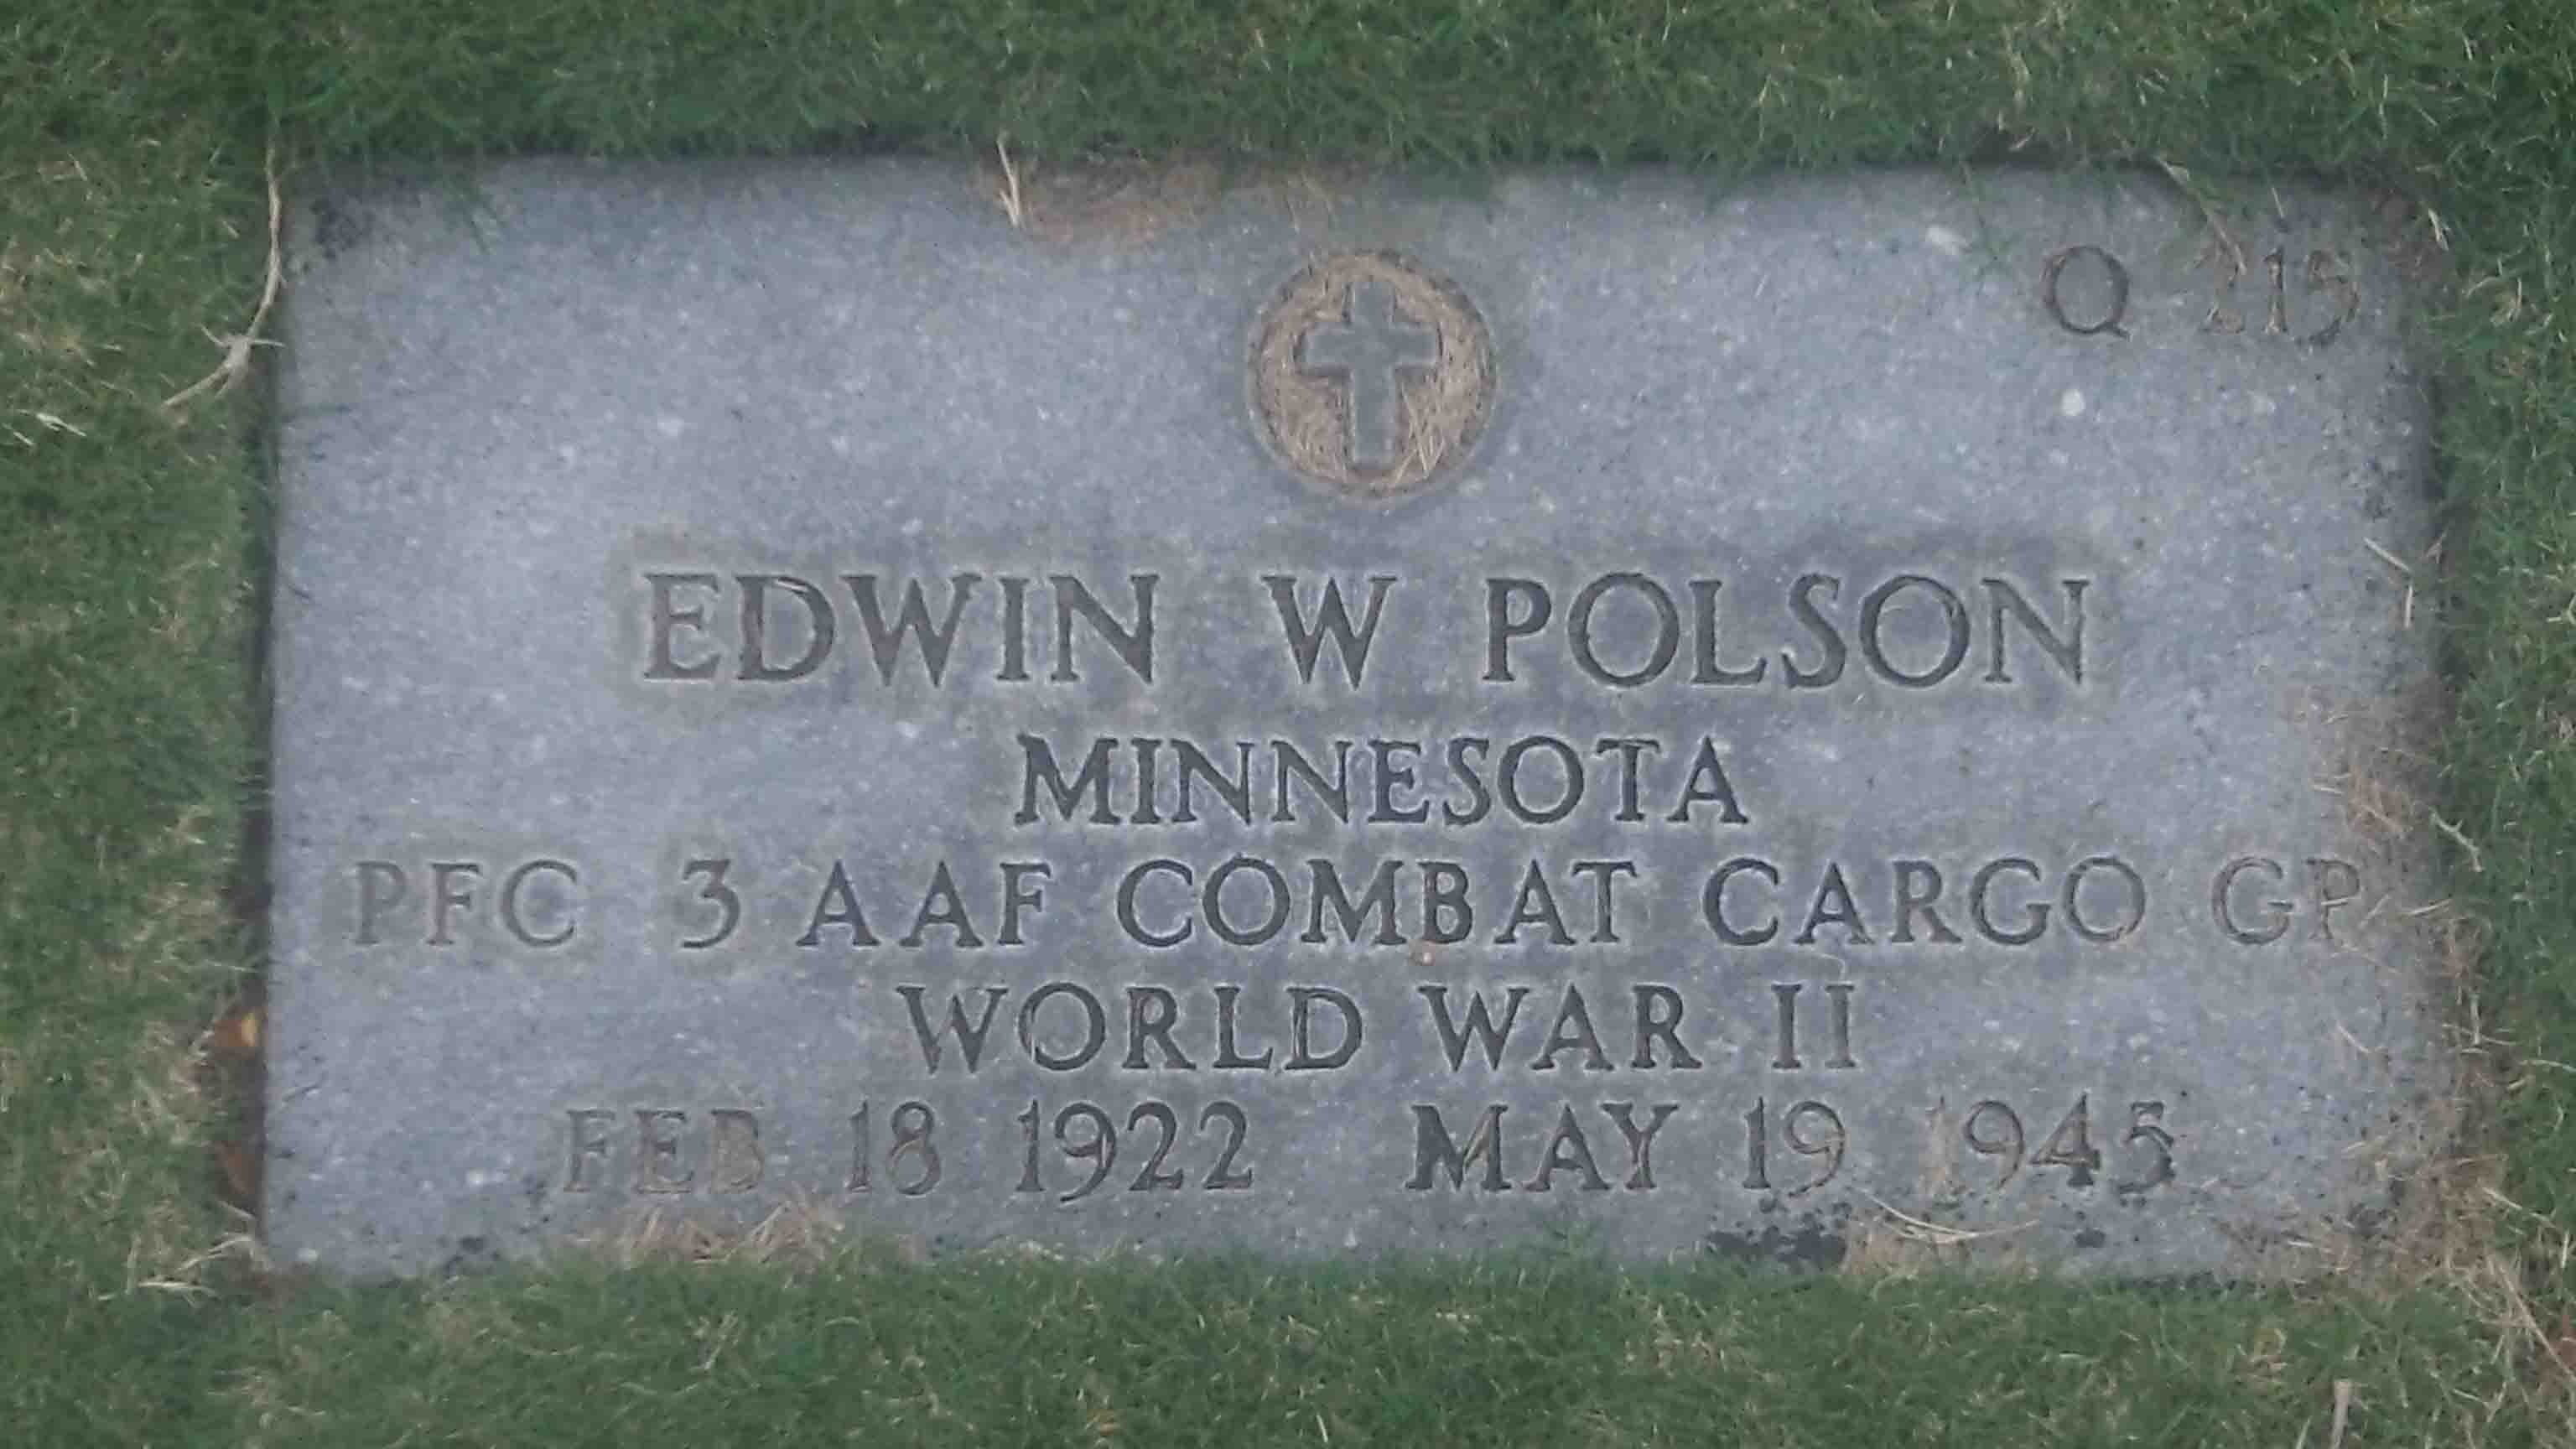 Q 215
EDWIN W POLSON
MINNESOTA
PFC 3 AAF COMBAT CARGO GP
WORLD WAR II
FEB 18 1922 MAY 19 1945